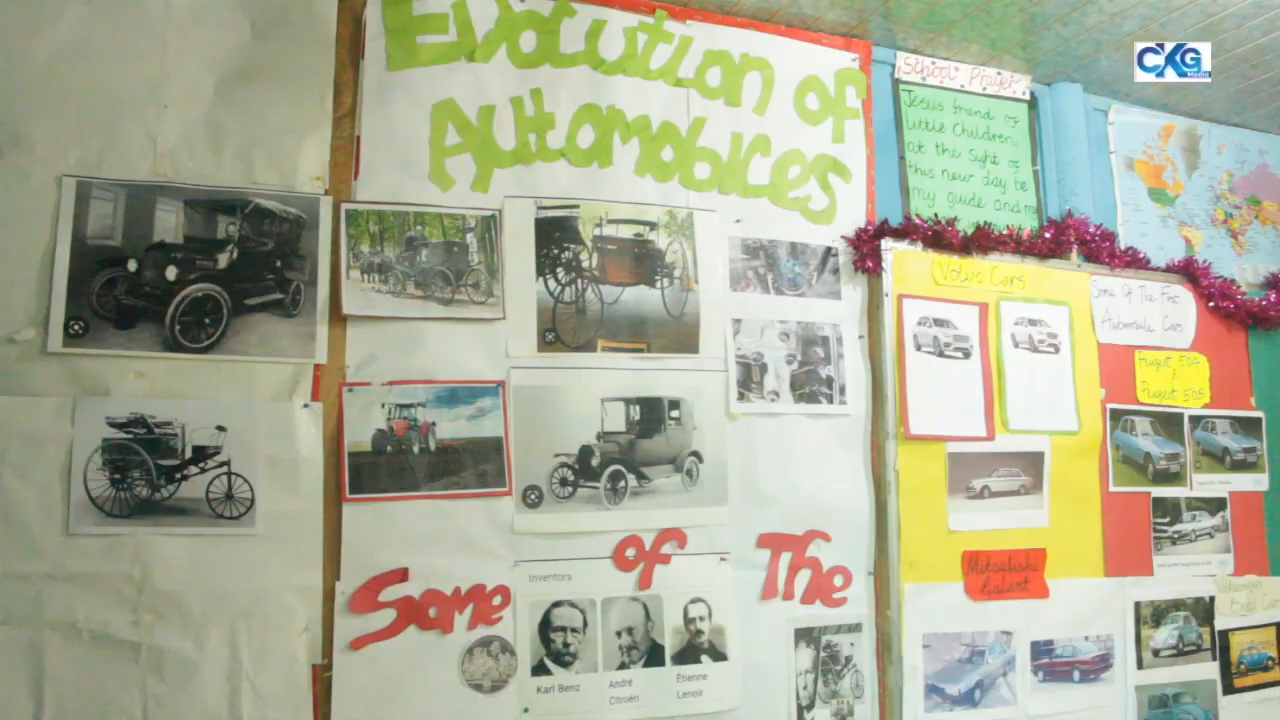 Evolution of
Automobiles
Some of The
Inventors
Karl Benz
André
Citroën
Étienne
Lenoir
School Prayer
Jesus friend of
little children,
at the sight of
this new day be
my guide and
Volvo Cars
Some Of The First
Automobile Cars
Peugeot 504
Peugeot 505
Mitsubishi
Galant
CKG
Media